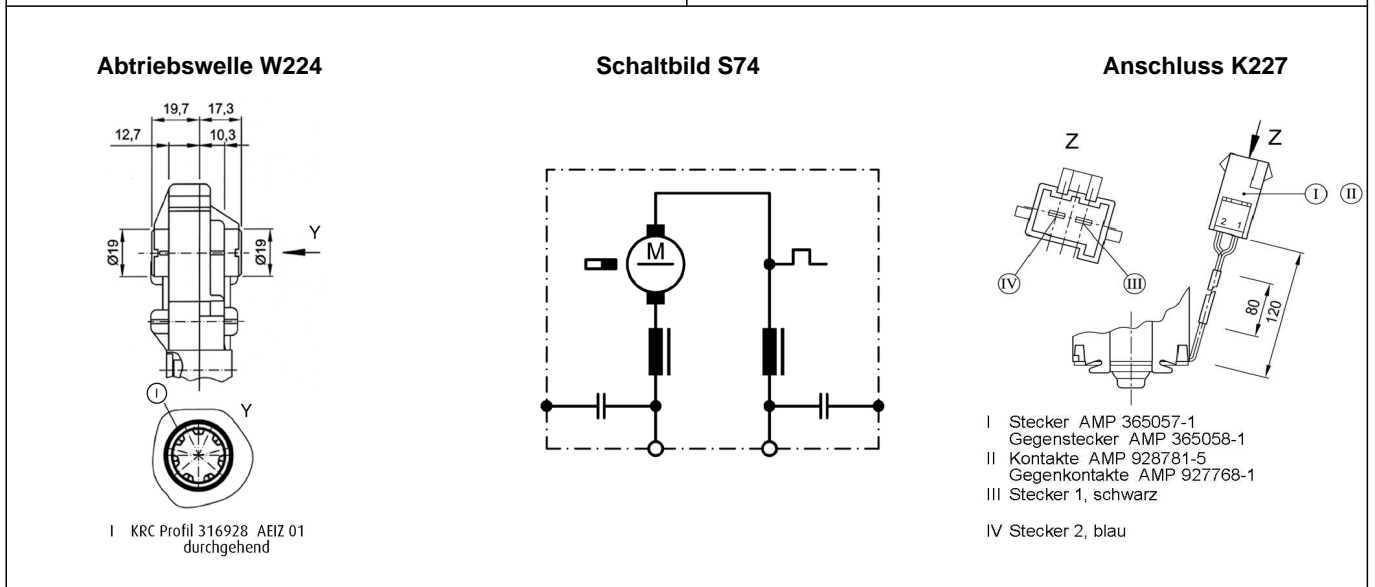 Abtriebswelle W224
Schaltbild S74
Anschluss K227
19,7
17,3
12,7
10,3
Ø19
Ø19
Y
I
Y
I KRC Profil 316928 AEIZ 01
durchgehend
M
Z
Z
I
II
2 1
IV
III
80
120
I Stecker AMP 365057-1
Gegenstecker AMP 365058-1
II Kontakte AMP 928781-5
Gegenkontakte AMP 927768-1
III Stecker 1, schwarz
IV Stecker 2, blau